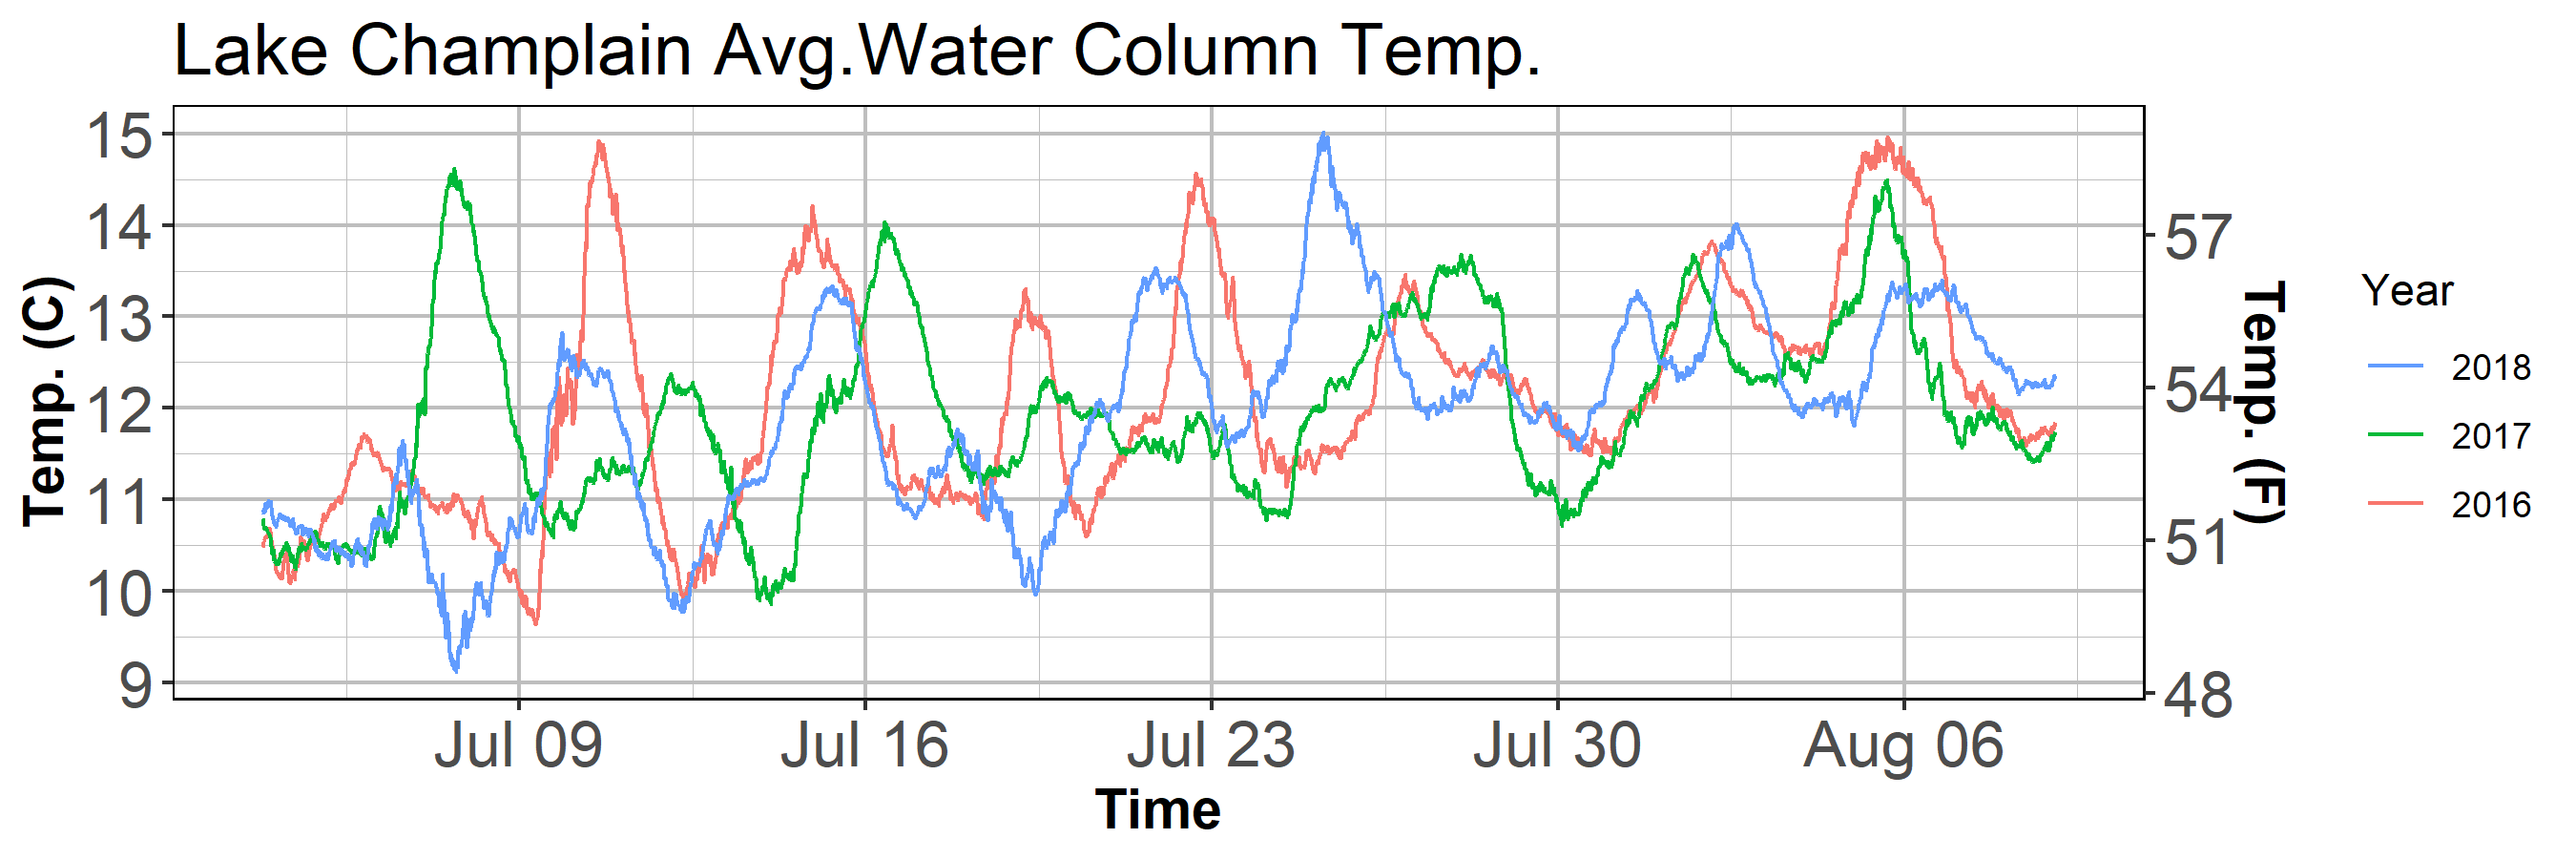 Lake Champlain Avg.Water Column Temp.
15
14
13
12
11
10
9
Temp. (C)
57
54
51
48
Temp. (F)
Jul 09
Jul 16
Jul 23
Jul 30
Aug 06
Time
Year
2018
2017
2016